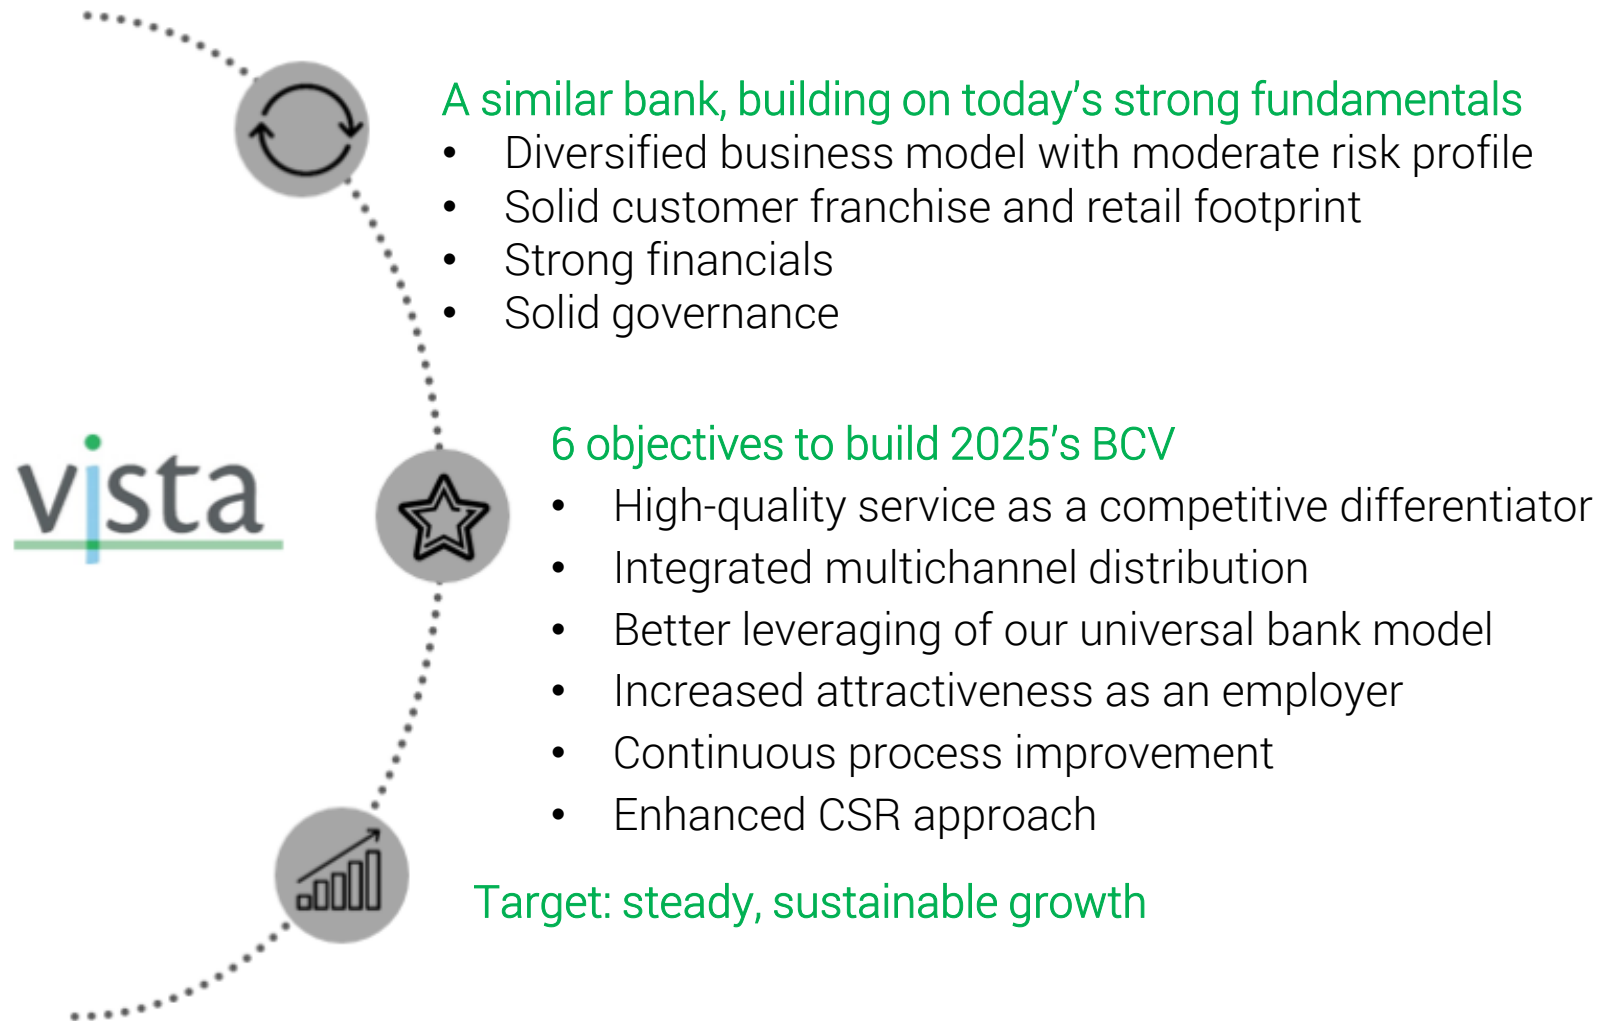 A similar bank, building on today’s strong fundamentals
• Diversified business model with moderate risk profile
• Solid customer franchise and retail footprint
• Strong financials
• Solid governance
vista
6 objectives to build 2025’s BCV
• High-quality service as a competitive differentiator
• Integrated multichannel distribution
• Better leveraging of our universal bank model
• Increased attractiveness as an employer
• Continuous process improvement
• Enhanced CSR approach
Target: steady, sustainable growth